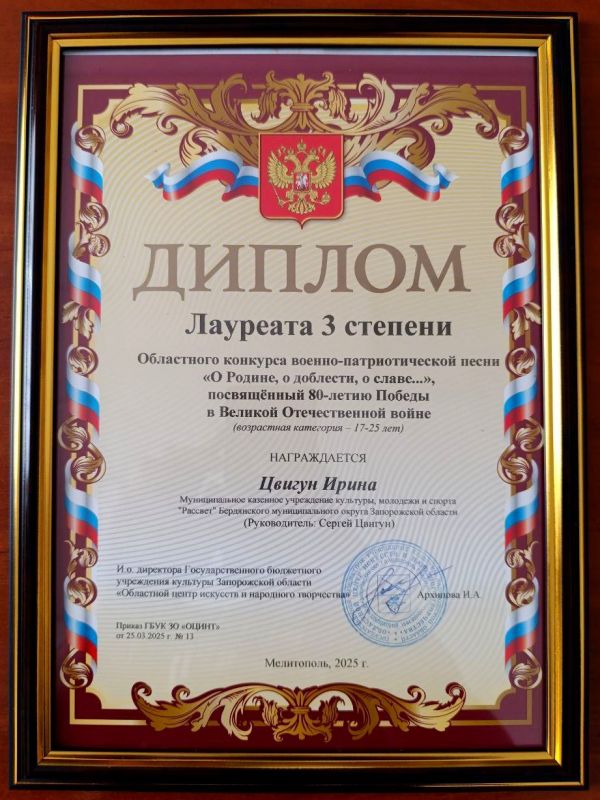 ДИПЛОМ
Лауреата 3 степени
Областного конкурса военно-патриотической песни
«О Родине, о доблести, о славе...»,
посвящённый 80-летию Победы
в Великой Отечественной войне
(возрастная категория – 17-25 лет)
НАГРАЖДАЕТСЯ
Цвигун Ирина
Муниципальное казенное учреждение культуры, молодежи и спорта
"Рассвет" Бердянского муниципального округа Запорожской области
(Руководитель: Сергей Цвигун)
И.о. директора Государственного бюджетного
учреждения культуры Запорожской области
«Областной центр искусств и народного творчества»
Архипова И.А.
Приказ ГБУК ЗО «ОЦИНТ»
от 25.03.2025 г. № 13
Мелитополь, 2025 г.